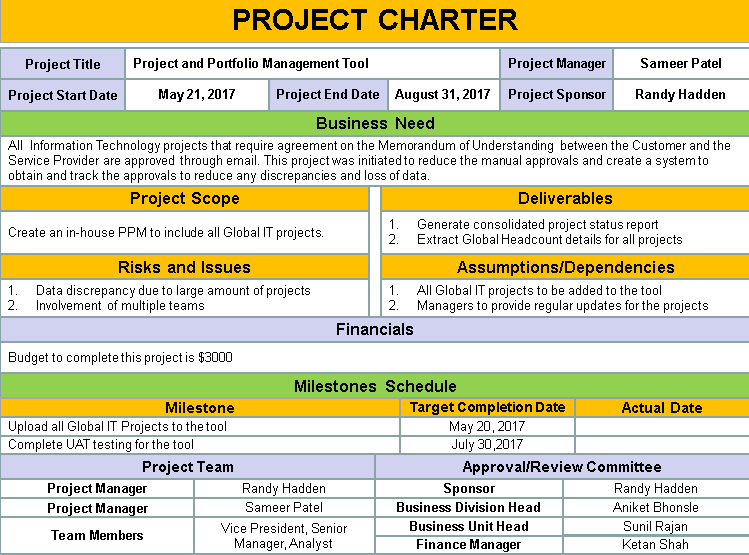 PROJECT CHARTER
Project Title Project and Portfolio Management Tool Project Manager Sameer Patel
Project Start Date May 21, 2017 Project End Date August 31, 2017 Project Sponsor Randy Hadden
Business Need
All Information Technology projects that require agreement on the Memorandum of Understanding between the Customer and the
Service Provider are approved through email. This project was initiated to reduce the manual approvals and create a system to
obtain and track the approvals to reduce any discrepancies and loss of data.
Project Scope
Create an in-house PPM to include all Global IT projects.
Deliverables
1. Generate consolidated project status report
2. Extract Global Headcount details for all projects
Risks and Issues
1. Data discrepancy due to large amount of projects
2. Involvement of multiple teams
Assumptions/Dependencies
1. All Global IT projects to be added to the tool
2. Managers to provide regular updates for the projects
Financials
Budget to complete this project is $3000
Milestones Schedule
Milestone Target Completion Date Actual Date
Upload all Global IT Projects to the tool May 20, 2017
Complete UAT testing for the tool July 30,2017
Project Team
Project Manager Randy Hadden
Project Manager Sameer Patel
Team Members Vice President, Senior
Manager, Analyst
Approval/Review Committee
Sponsor Randy Hadden
Business Division Head Aniket Bhonsle
Business Unit Head Sunil Rajan
Finance Manager Ketan Shah